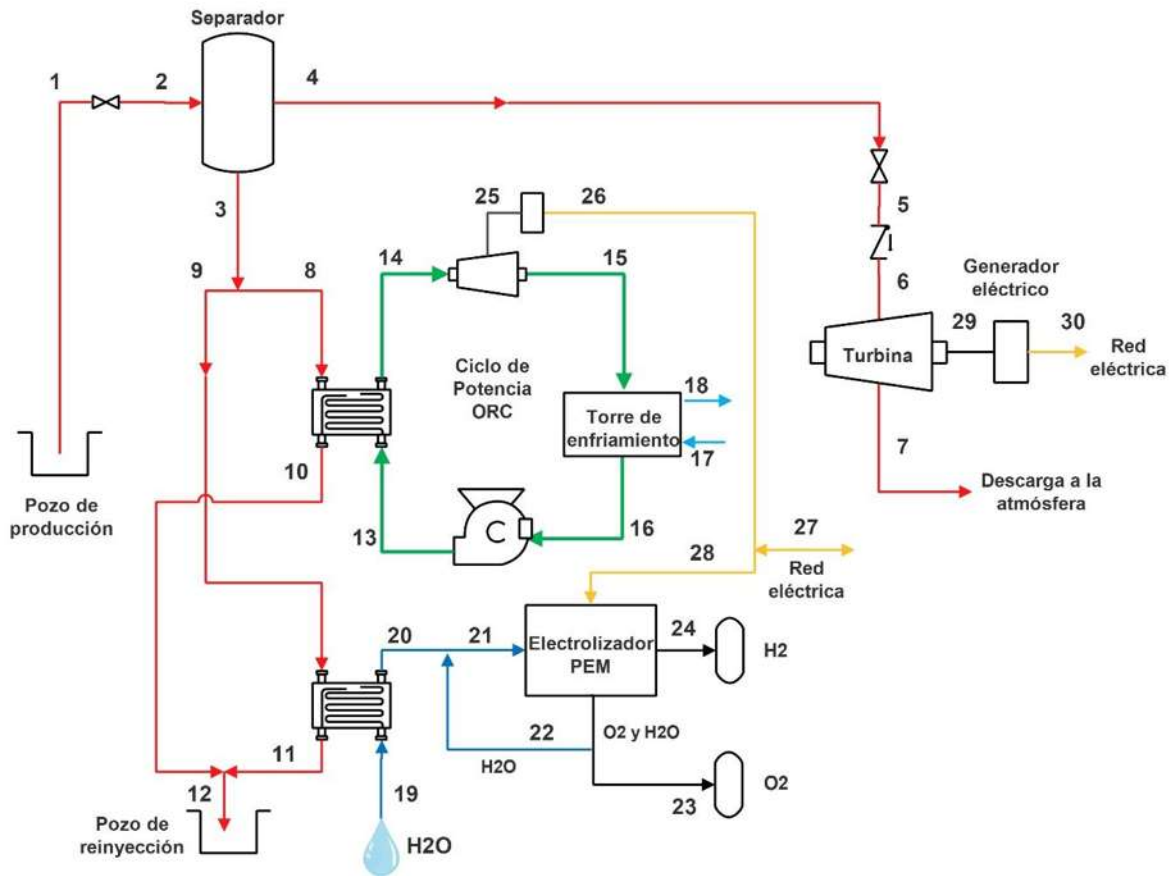 Separador
1
2
4
3
25
26
5
9
8
14
15
6
Generador
eléctrico
29
30
Turbina
Red
eléctrica
Ciclo de
Potencia
ORC
18
Torre de
enfriamiento
17
7
10
Descarga a la
atmósfera
Pozo de
producción
C
13
16
27
28
Red
eléctrica
20
21
Electrolizador
PEM
24
H2
22
O2 y H2O
H2O
11
O2
23
12
19
Pozo de
reinyección
H2O